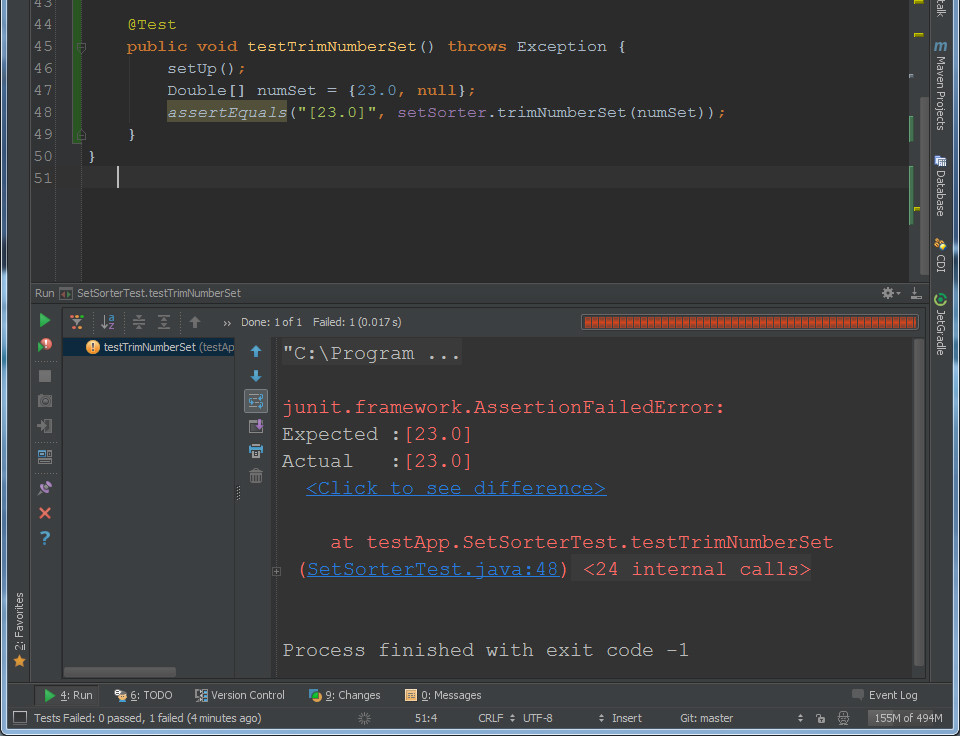 43
44 @Test
45 public void testTrimNumberSet() throws Exception {
46 setUp();
47 Double[] numSet = {23.0, null};
48 assertEquals("[23.0]", setSorter.trimNumberSet(numSet));
49 }
50 }
51
talk
Maven Projects
Database
CDI
JetGradle
Run SetSorterTest.testTrimNumberSet
» Done: 1 of 1 Failed: 1 (0.017 s)
testTrimNumberSet (testAp
"C:\Program ...
junit.framework.AssertionFailedError:
Expected :[23.0]
Actual :[23.0]
<Click to see difference>
at testApp.SetSorterTest.testTrimNumberSet
(SetSorterTest.java:48) <24 internal calls>
Process finished with exit code -1
2: Favorites
4: Run 6: TODO Version Control 9: Changes 0: Messages Event Log
Tests Failed: 0 passed, 1 failed (4 minutes ago) 51:4 CRLF UTF-8 Insert Git: master 155M of 494M